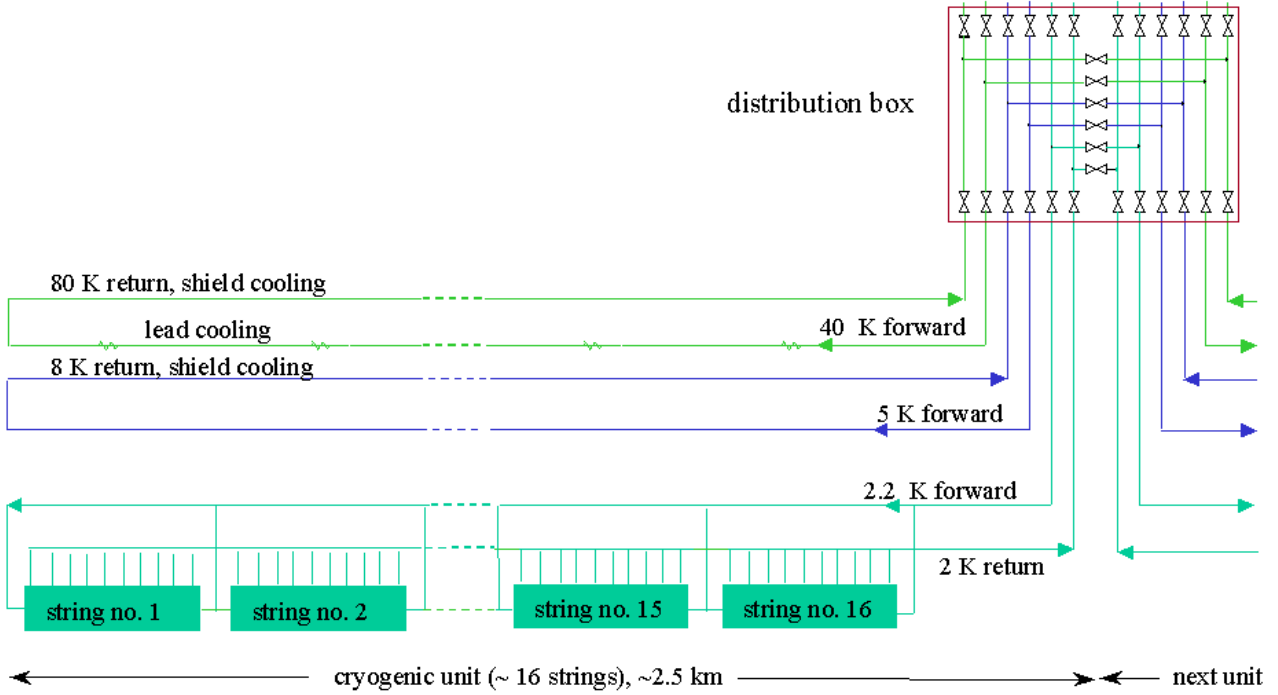 distribution box
80 K return, shield cooling
lead cooling
40 K forward
8 K return, shield cooling
5 K forward
2.2 K forward
2 K return
string no. 1
string no. 2
string no. 15
string no. 16
cryogenic unit (~ 16 strings), ~2.5 km
next unit